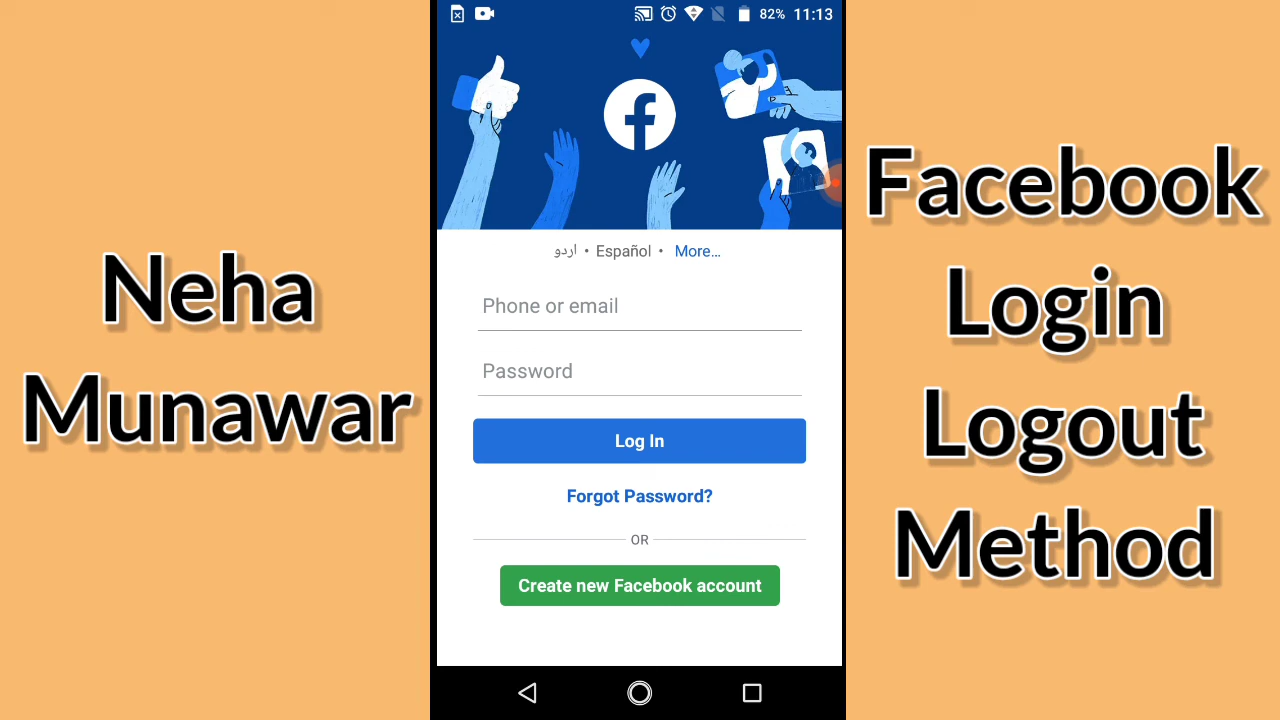 Neha
Munawar
82% 11:13
f
اردو • Español • More...
Phone or email
Password
Log In
Forgot Password?
OR
Create new Facebook account
Facebook
Login
Logout
Method